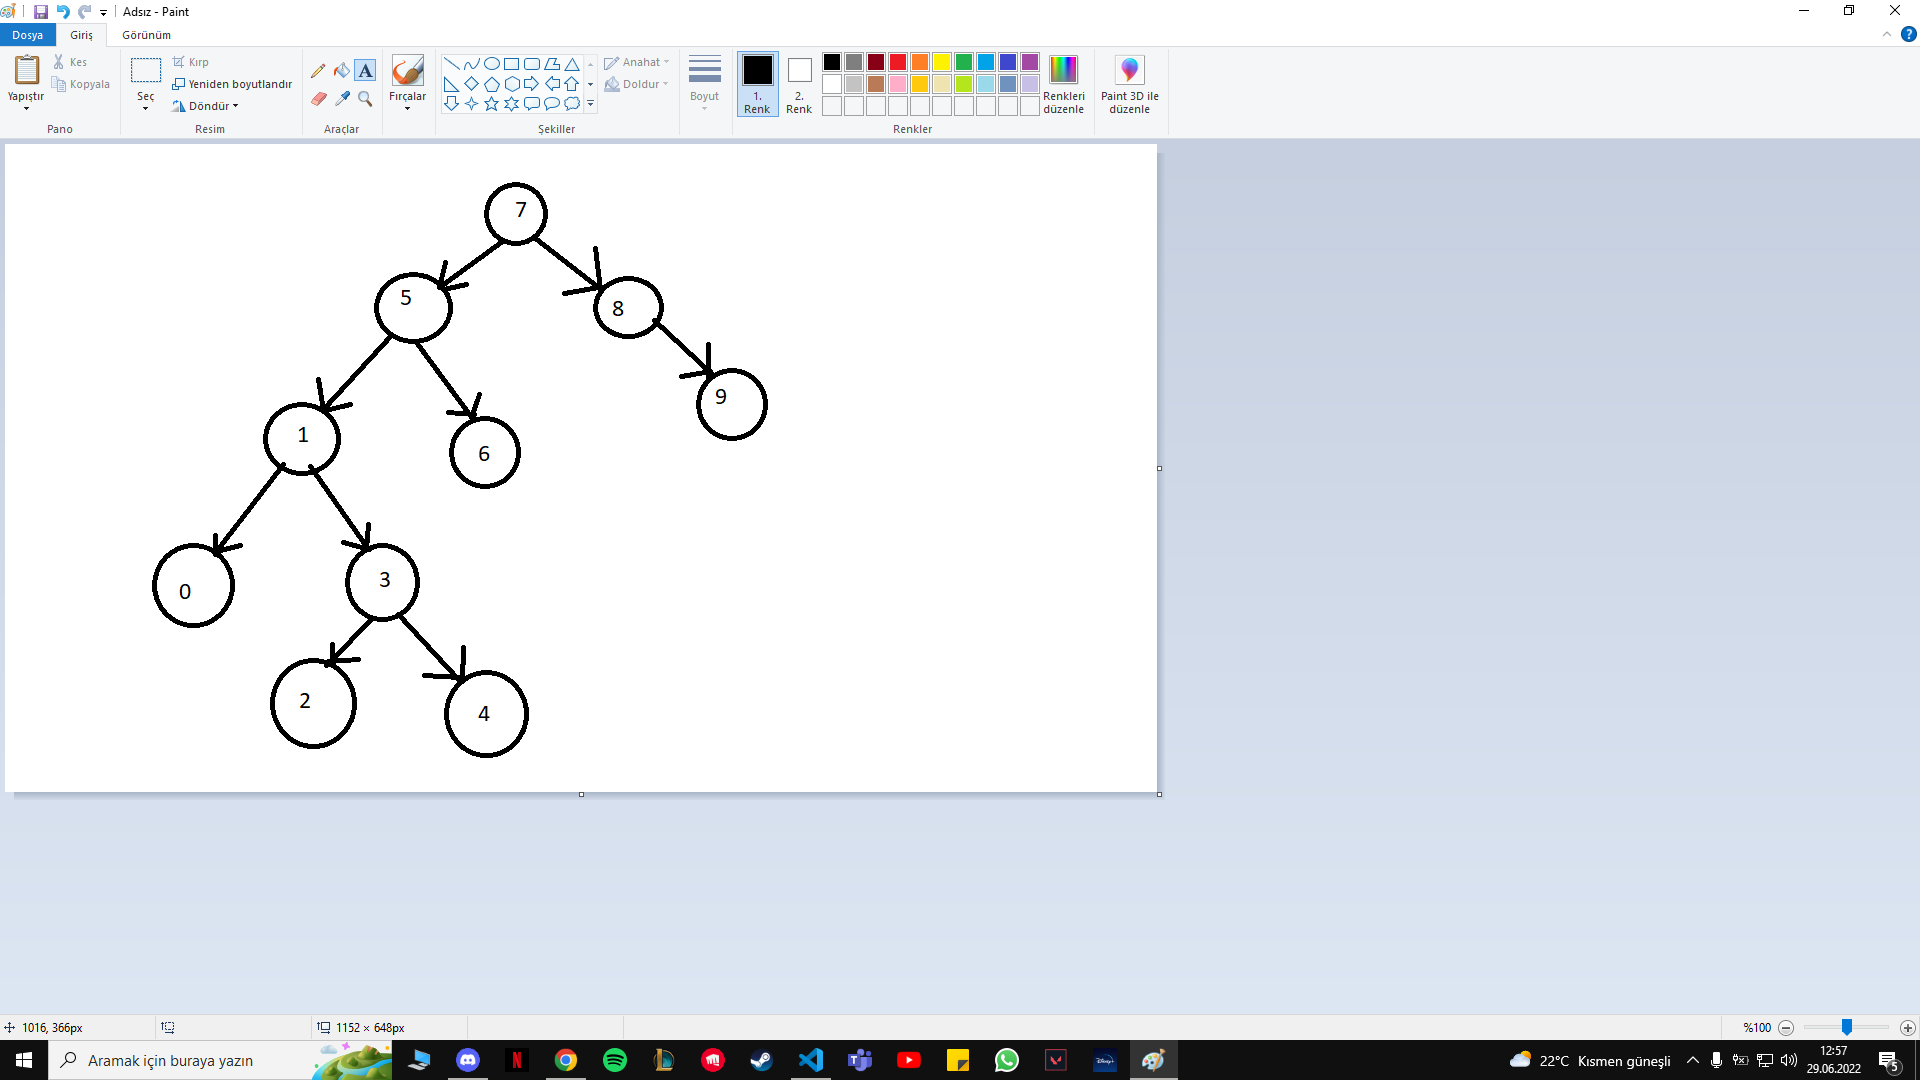 Adsız - Paint
Dosya Giriş Görünüm
Yapıştır
Kes
Kopyala
Pano
Seç
Kırp
Yeniden boyutlandır
Döndür
Resim
A
Araçlar
Fırçalar
Şekiller
Anahat
Doldur
Boyut
1.
Renk
2.
Renk
Renkler
Renkleri
düzenle
Paint 3D ile
düzenle
7
5
8
9
1
6
0
3
2
4
1016, 366px
1152 × 648px
%100
Aramak için buraya yazın
22°C Kısmen güneşli
12:57
29.06.2022
5